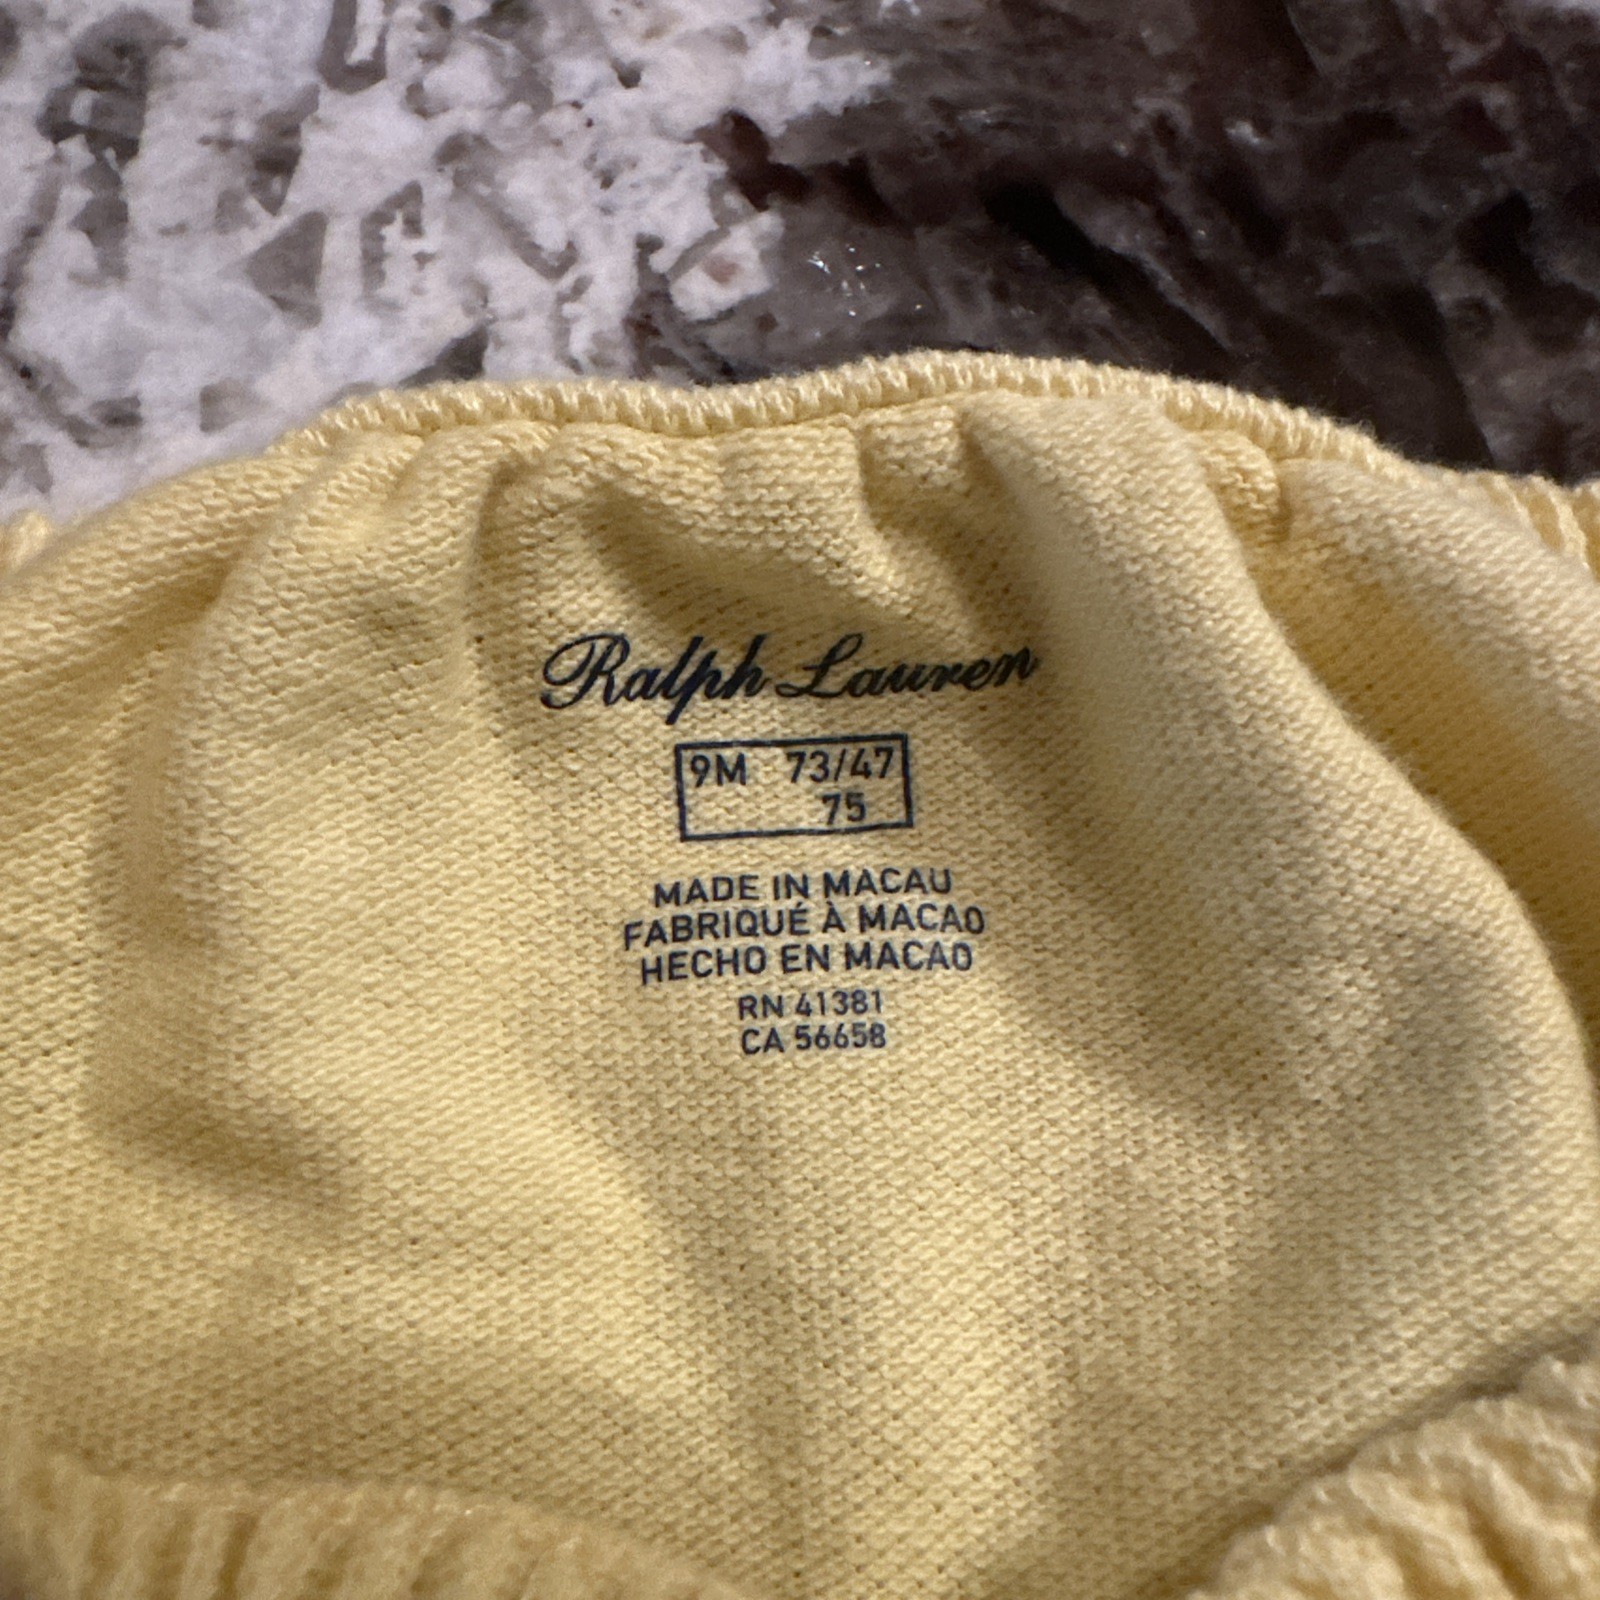 Ralph Lauren
9M 73/47
75
MADE IN MACAU
FABRIQUÉ À MACAO
HECHO EN MACAO
RN 41381
CA 56658